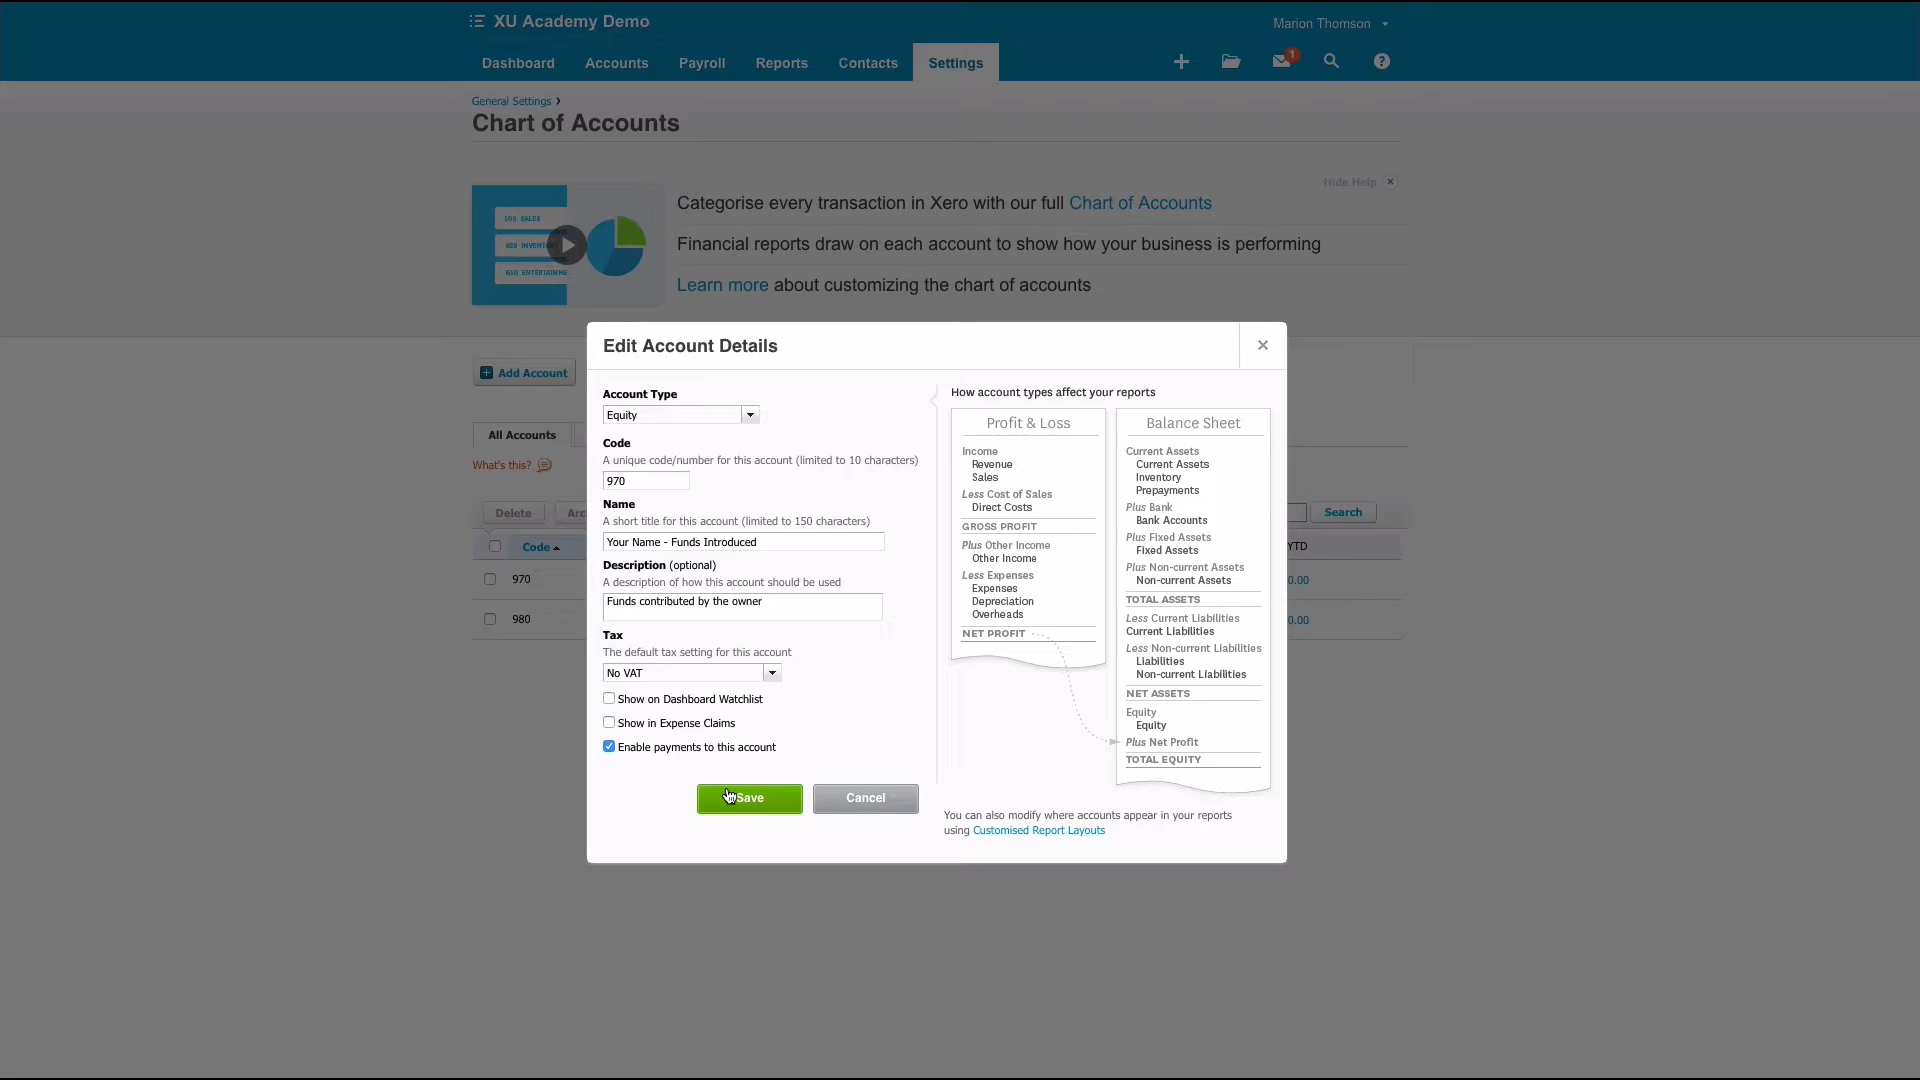 XU Academy Demo
Marion Thomson
Dashboard
Accounts
Payroll
Reports
Contacts
Settings
1
General Settings ›
Chart of Accounts
Hide Help
Categorise every transaction in Xero with our full Chart of Accounts
Financial reports draw on each account to show how your business is performing
Learn more about customizing the chart of accounts
Add Account
All Accounts
What's this?
Delete
Arc
Search
Code
YTD
970
0.00
980
0.00
Edit Account Details
Account Type
Equity
Code
A unique code/number for this account (limited to 10 characters)
970
Name
A short title for this account (limited to 150 characters)
Your Name - Funds Introduced
Description (optional)
A description of how this account should be used
Funds contributed by the owner
Tax
The default tax setting for this account
No VAT
Show on Dashboard Watchlist
Show in Expense Claims
Enable payments to this account
Save
Cancel
How account types affect your reports
Profit & Loss
Income
Revenue
Sales
Less Cost of Sales
Direct Costs
GROSS PROFIT
Plus Other Income
Other Income
Less Expenses
Expenses
Depreciation
Overheads
NET PROFIT
Balance Sheet
Current Assets
Current Assets
Inventory
Prepayments
Plus Bank
Bank Accounts
Plus Fixed Assets
Fixed Assets
Plus Non-current Assets
Non-current Assets
TOTAL ASSETS
Less Current Liabilities
Current Liabilities
Less Non-current Liabilities
Liabilities
Non-current Liabilities
NET ASSETS
Equity
Equity
Plus Net Profit
TOTAL EQUITY
You can also modify where accounts appear in your reports
using Customised Report Layouts